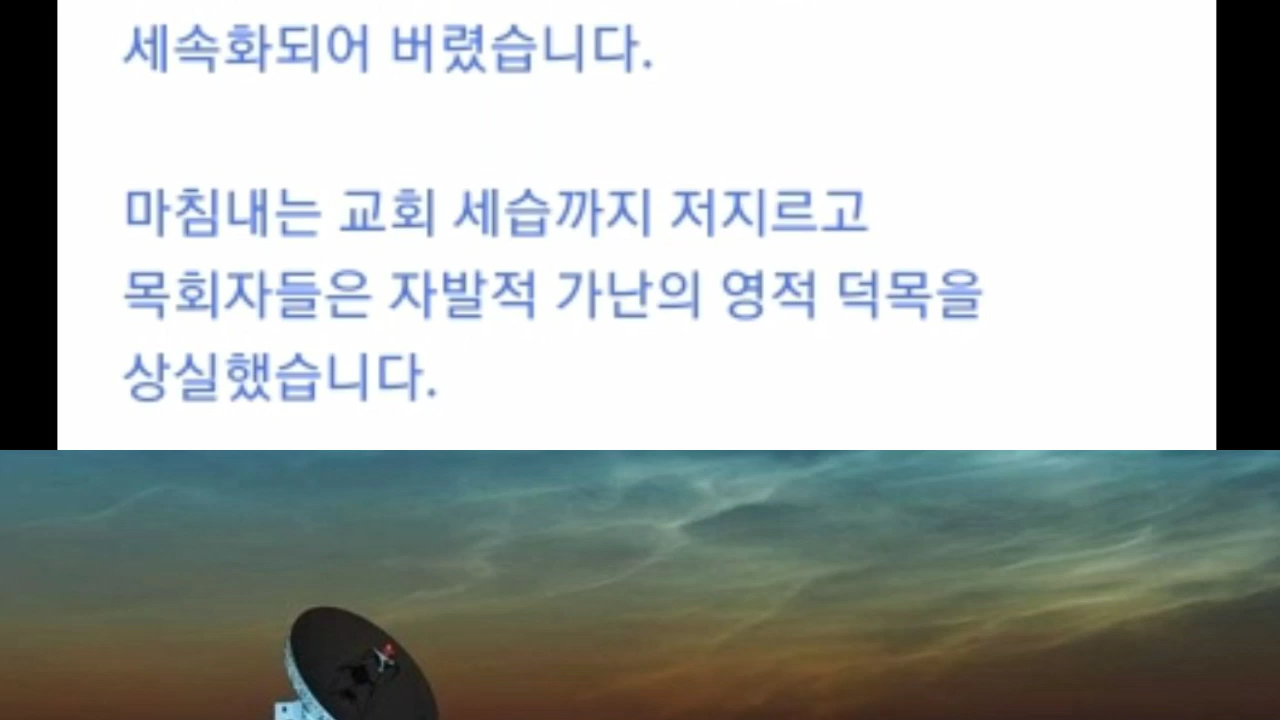 세속화되어 버렸습니다.
마침내는 교회 세습까지 저지르고
목회자들은 자발적 가난의 영적 덕목을
상실했습니다.